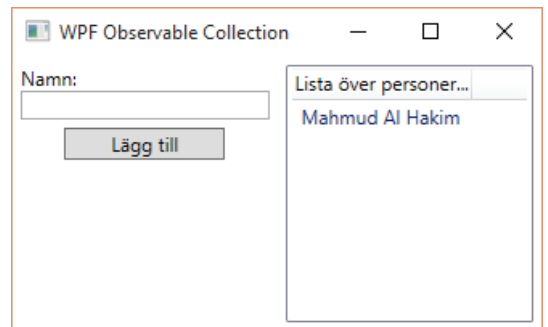 WPF Observable Collection
Namn:
Lägg till
Lista över personer...
Mahmud Al Hakim